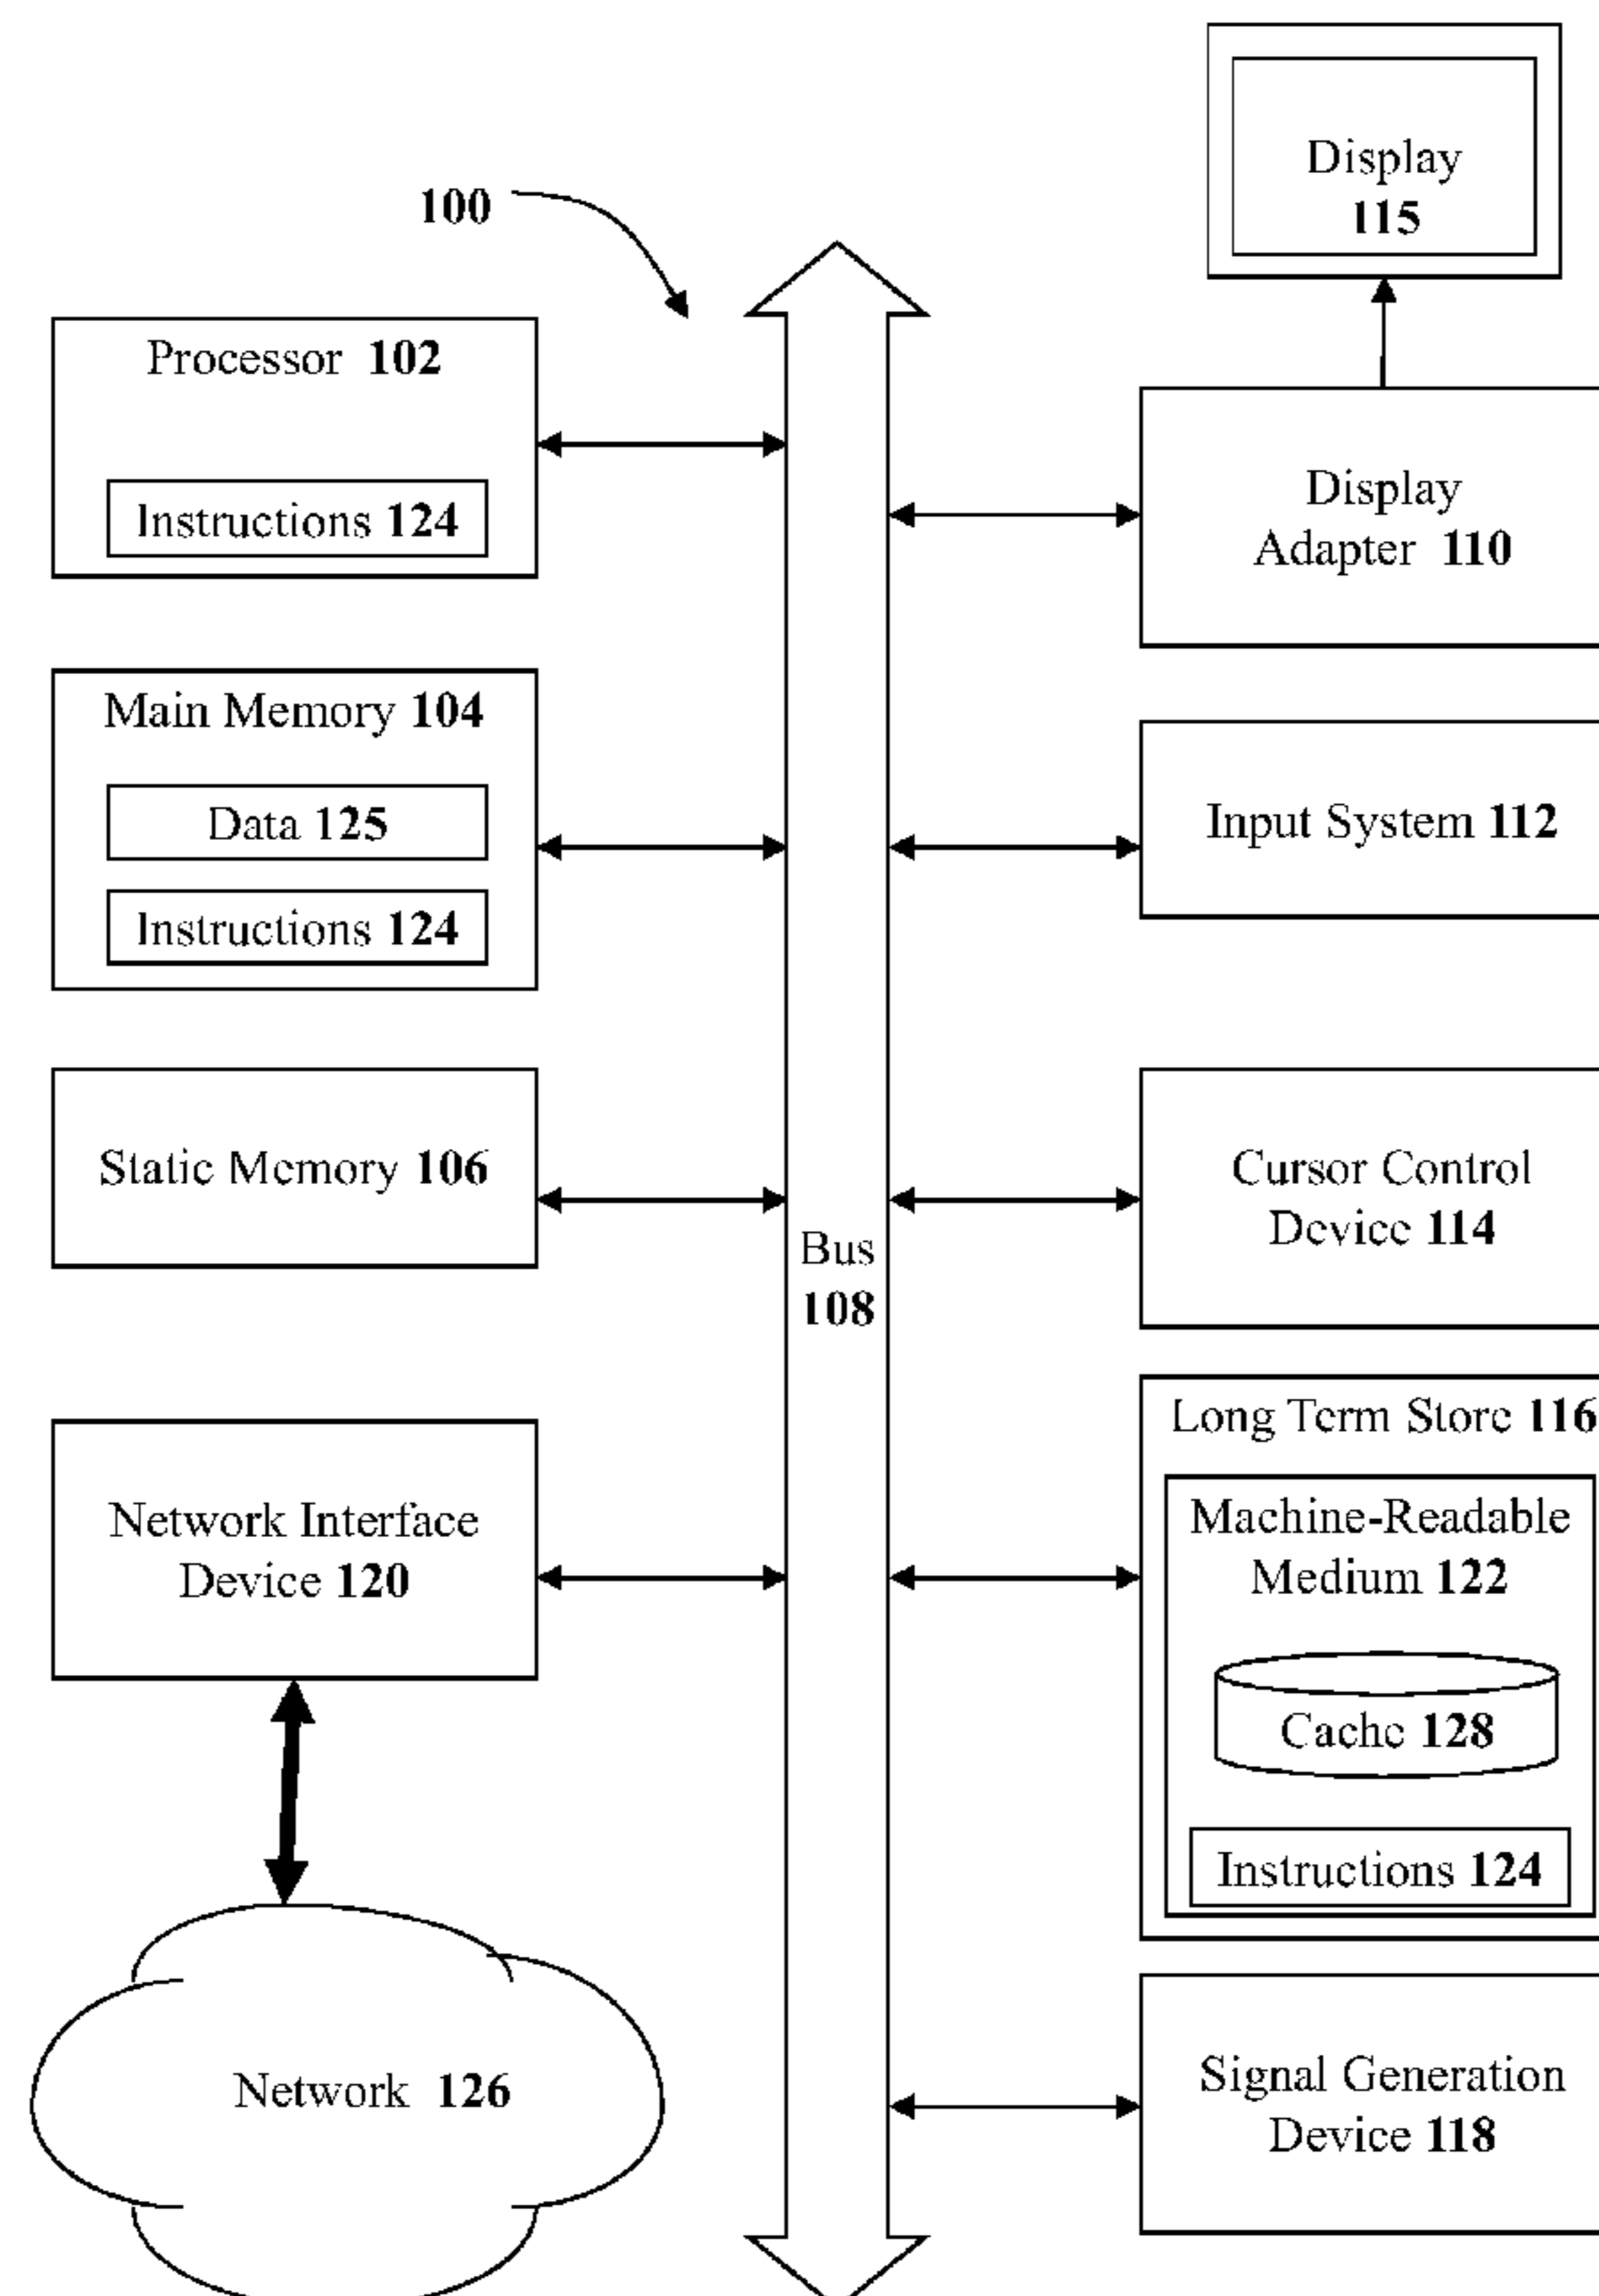 100
Display
115
Processor 102
Instructions 124
Display
Adapter 110
Main Memory 104
Data 125
Instructions 124
Input System 112
Static Memory 106
Cursor Control
Device 114
Bus
108
Long Term Store 116
Machine-Readable
Medium 122
Cache 128
Instructions 124
Network Interface
Device 120
Network 126
Signal Generation
Device 118